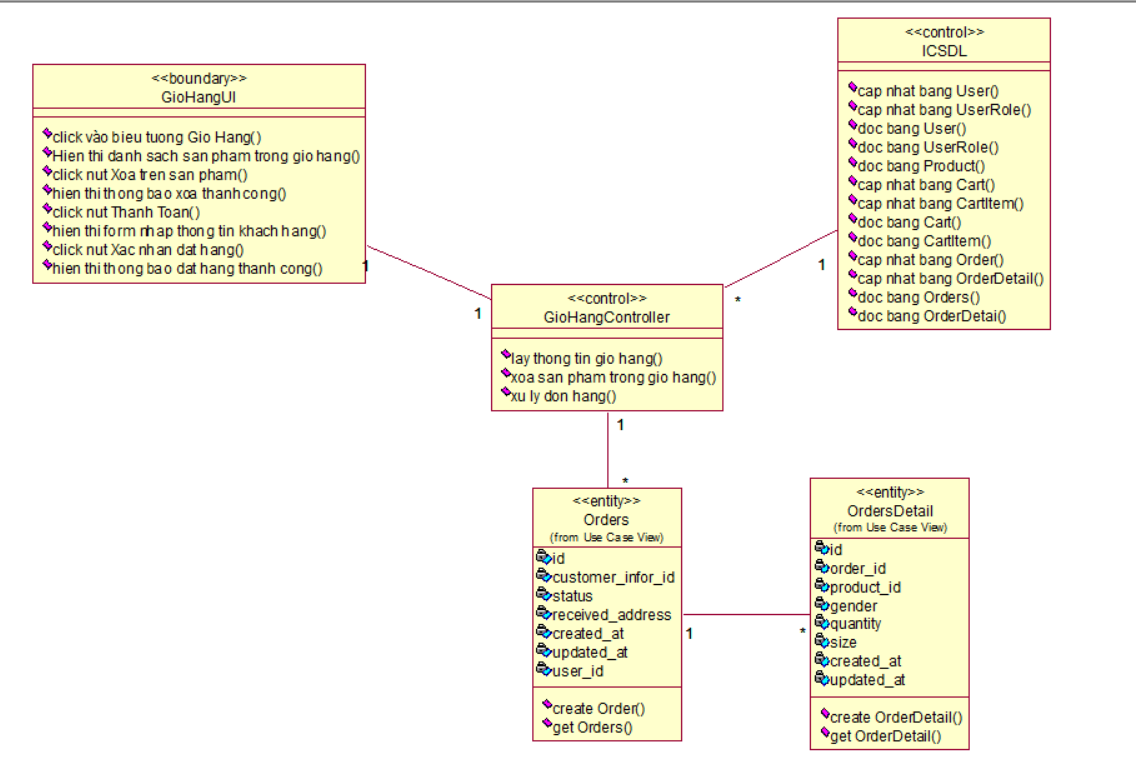 <<boundary>>
GioHangUI
click vào bieu tuong Gio Hang()
Hien thi danh sach san pham trong gio hang()
click nut Xoa tren san pham()
hien thi thong bao xoa thanh cong()
click nut Thanh Toan()
hien thi form nhap thong tin khach hang()
click nut Xac nhan dat hang()
hien thi thong bao dat hang thanh cong()
1
1
<<control>>
ICSDL
cap nhat bang User()
cap nhat bang UserRole()
doc bang User()
doc bang UserRole()
doc bang Product()
cap nhat bang Cart()
cap nhat bang CartItem()
doc bang Cart()
doc bang CartItem()
cap nhat bang Order()
cap nhat bang OrderDetail()
doc bang Orders()
doc bang OrderDetai()
1
*
<<control>>
GioHangController
lay thong tin gio hang()
xoa san pham trong gio hang()
xu ly don hang()
1
*
<<entity>>
Orders
(from Use Case View)
id
customer_infor_id
status
received_address
created_at
updated_at
user_id
create Order()
get Orders()
1
*
<<entity>>
OrdersDetail
(from Use Case View)
id
order_id
product_id
gender
quantity
size
created_at
updated_at
create OrderDetail()
get OrderDetail()